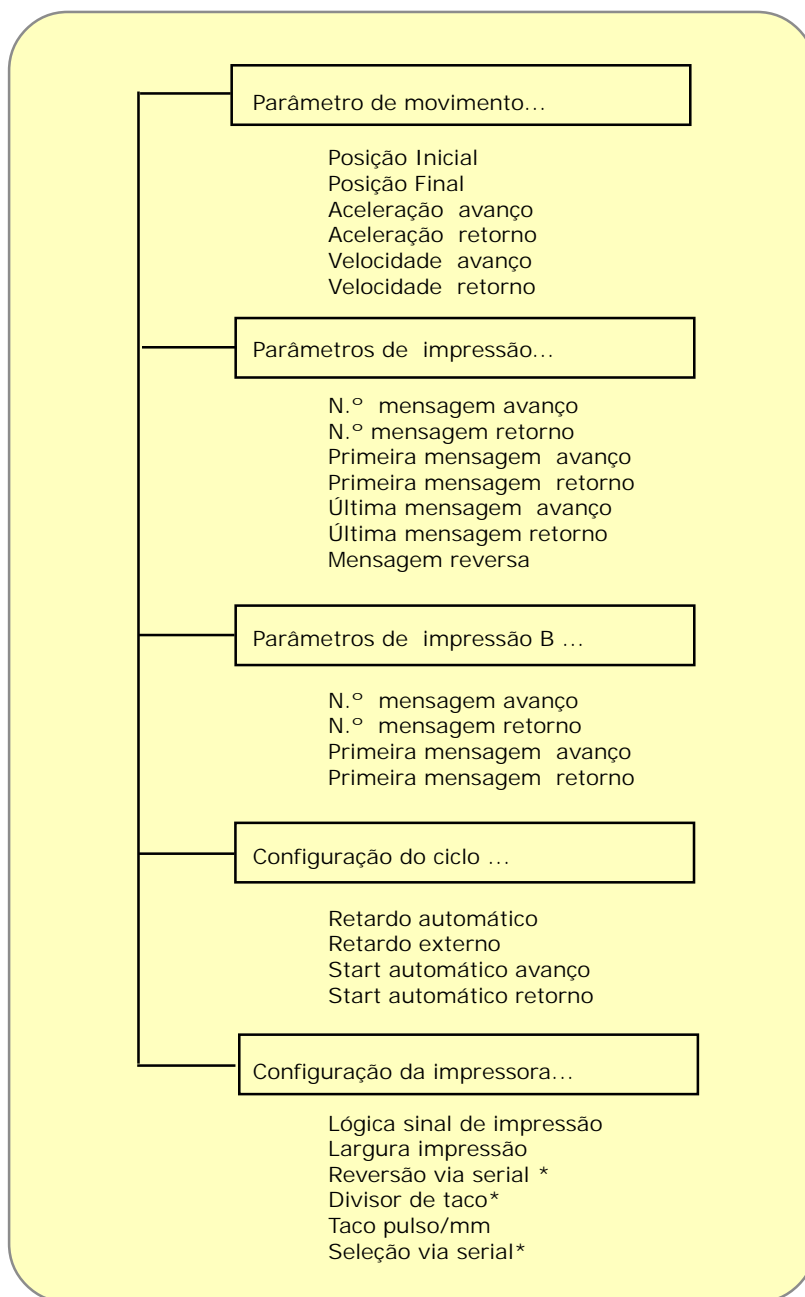 Parâmetro de movimento...
Posição Inicial
Posição Final
Aceleração avanço
Aceleração retorno
Velocidade avanço
Velocidade retorno
Parâmetros de impressão...
N.º mensagem avanço
N.º mensagem retorno
Primeira mensagem avanço
Primeira mensagem retorno
Última mensagem avanço
Última mensagem retorno
Mensagem reversa
Parâmetros de impressão B ...
N.º mensagem avanço
N.º mensagem retorno
Primeira mensagem avanço
Primeira mensagem retorno
Configuração do ciclo ...
Retardo automático
Retardo externo
Start automático avanço
Start automático retorno
Configuração da impressora...
Lógica sinal de impressão
Largura impressão
Reversão via serial *
Divisor de taco*
Taco pulso/mm
Seleção via serial*